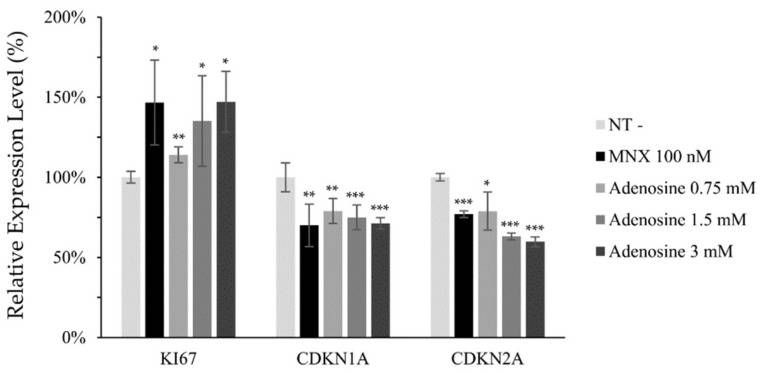 Relative Expression Level (%)
200%
150%
100%
50%
0%
*
**
*
*
**
**
***
***
***
*
***
***
KI67
CDKN1A
CDKN2A
NT -
MNX 100 nM
Adenosine 0.75 mM
Adenosine 1.5 mM
Adenosine 3 mM